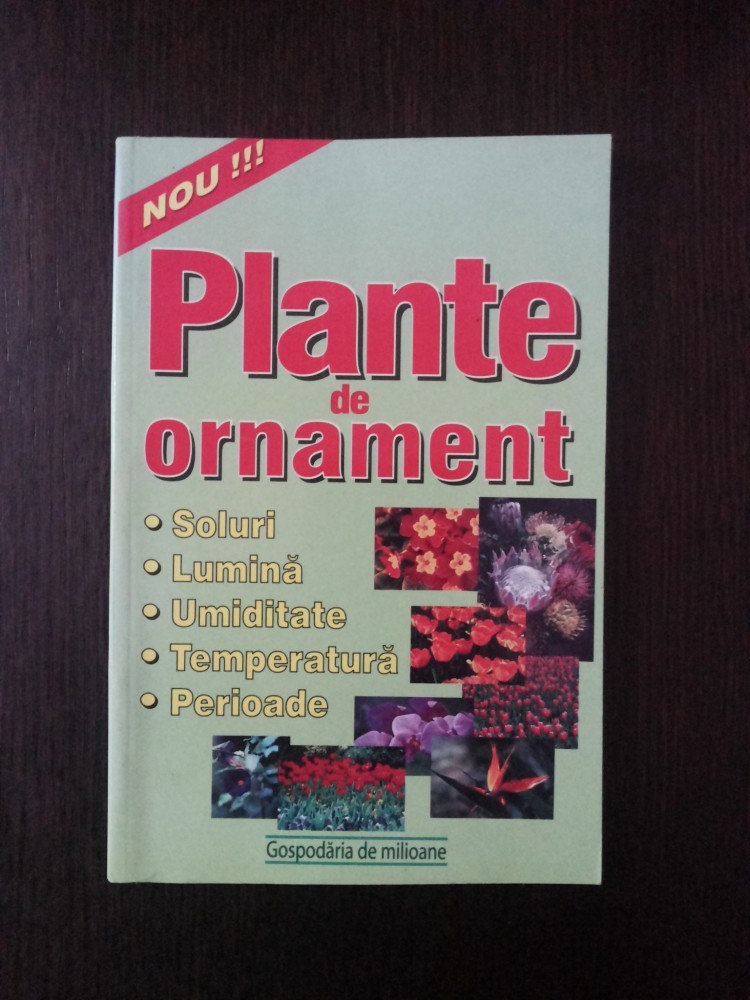 NOU !!!
Plante
de
ornament
• Soluri
• Lumină
• Umiditate
• Temperatură
• Perioade
Gospodăria de milioane